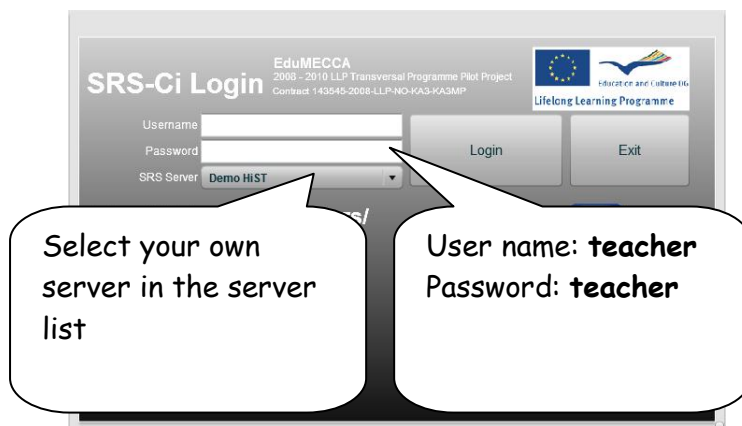 EduMECCA
SRS-Ci Login
2008 - 2010 LLP Transversal Programme Pilot Project
Contract 143545-2008-LLP-NO-KA3-KA3MP
Education and Culture DG
Lifelong Learning Programme
Username
Password
SRS Server
Demo HiST
Login
Exit
Select your own
server in the server
list
User name: teacher
Password: teacher